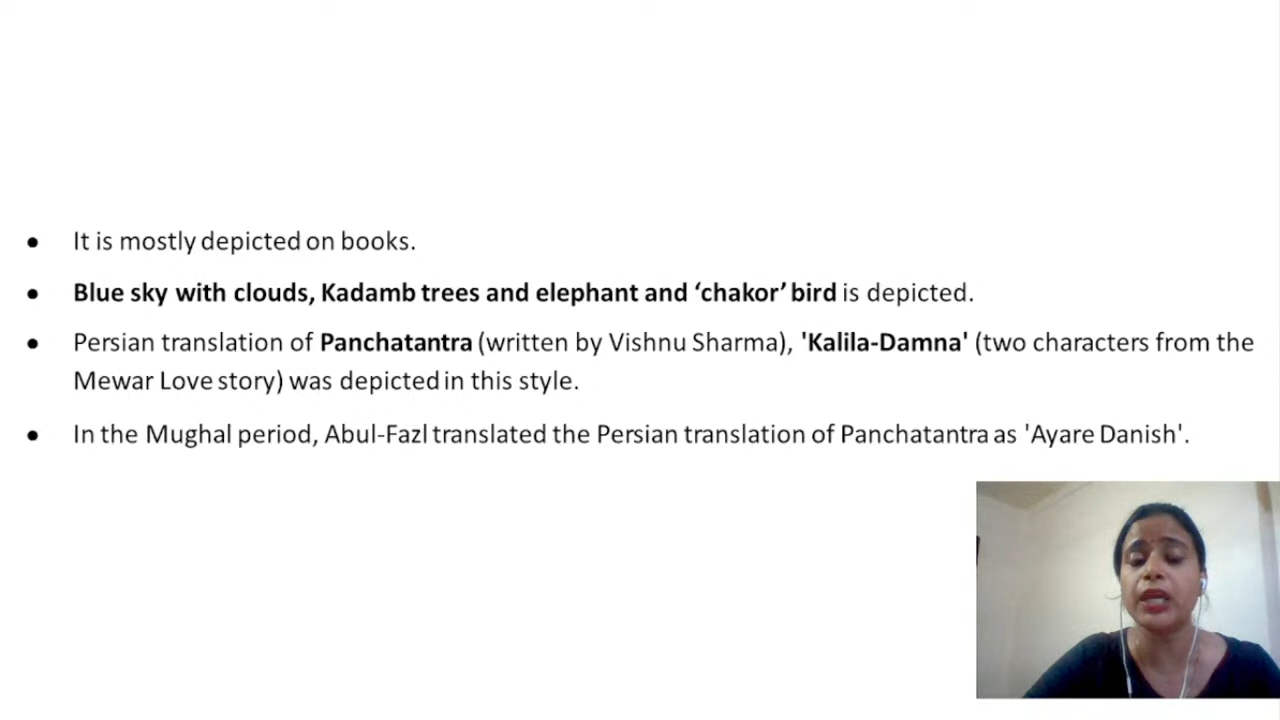 • It is mostly depicted on books.
• Blue sky with clouds, Kadamb trees and elephant and ‘chakor’ bird is depicted.
• Persian translation of Panchatantra (written by Vishnu Sharma), 'Kalila-Damna' (two characters from the
Mewar Love story) was depicted in this style.
• In the Mughal period, Abul-Fazl translated the Persian translation of Panchatantra as 'Ayare Danish'.